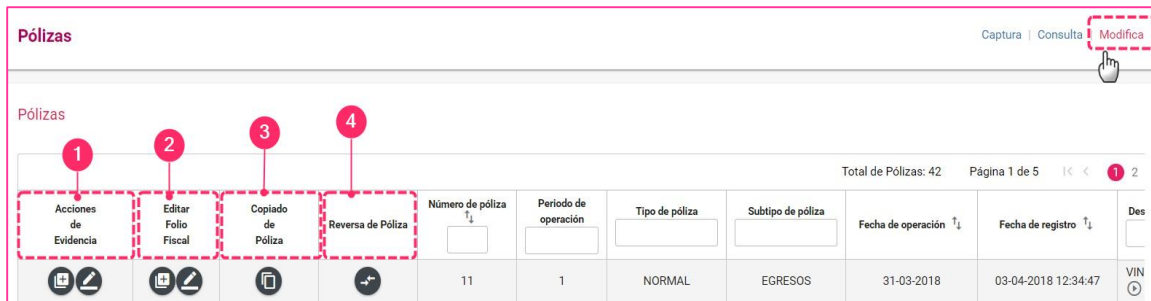 Pólizas
Captura | Consulta Modifica
Pólizas
1
2
3
4
Total de Pólizas: 42 Página 1 de 5 |< < 1 2
Acciones
de
Evidencia
Editar
Folio
Fiscal
Copiado
de
Póliza
Reversa de Póliza
Número de póliza
Periodo de
operación
Tipo de póliza
Subtipo de póliza
Fecha de operación
Fecha de registro
Des
11 1 NORMAL EGRESOS 31-03-2018 03-04-2018 12:34:47 VIN